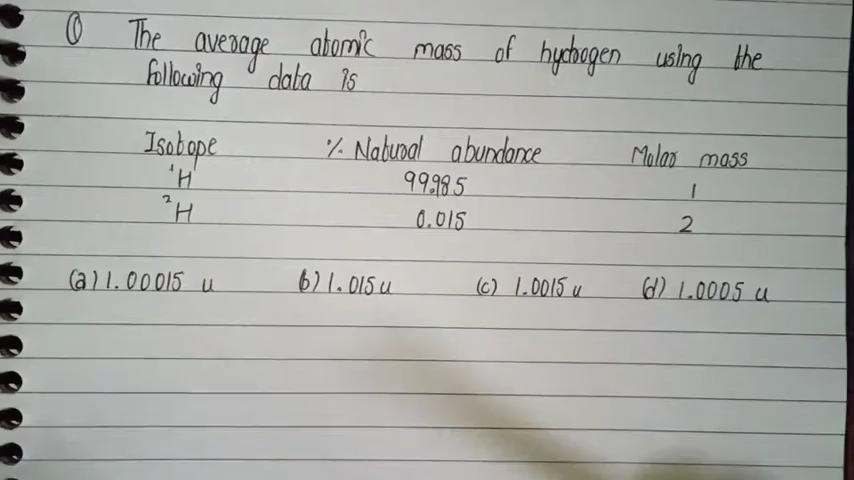 ① The average atomic mass of hydrogen using the
following data is
Isotope % Natural abundance Molar mass
¹H 99.985 1
²H 0.015 2
(a) 1.00015 u (b) 1.015 u (c) 1.0015 u (d) 1.0005 u